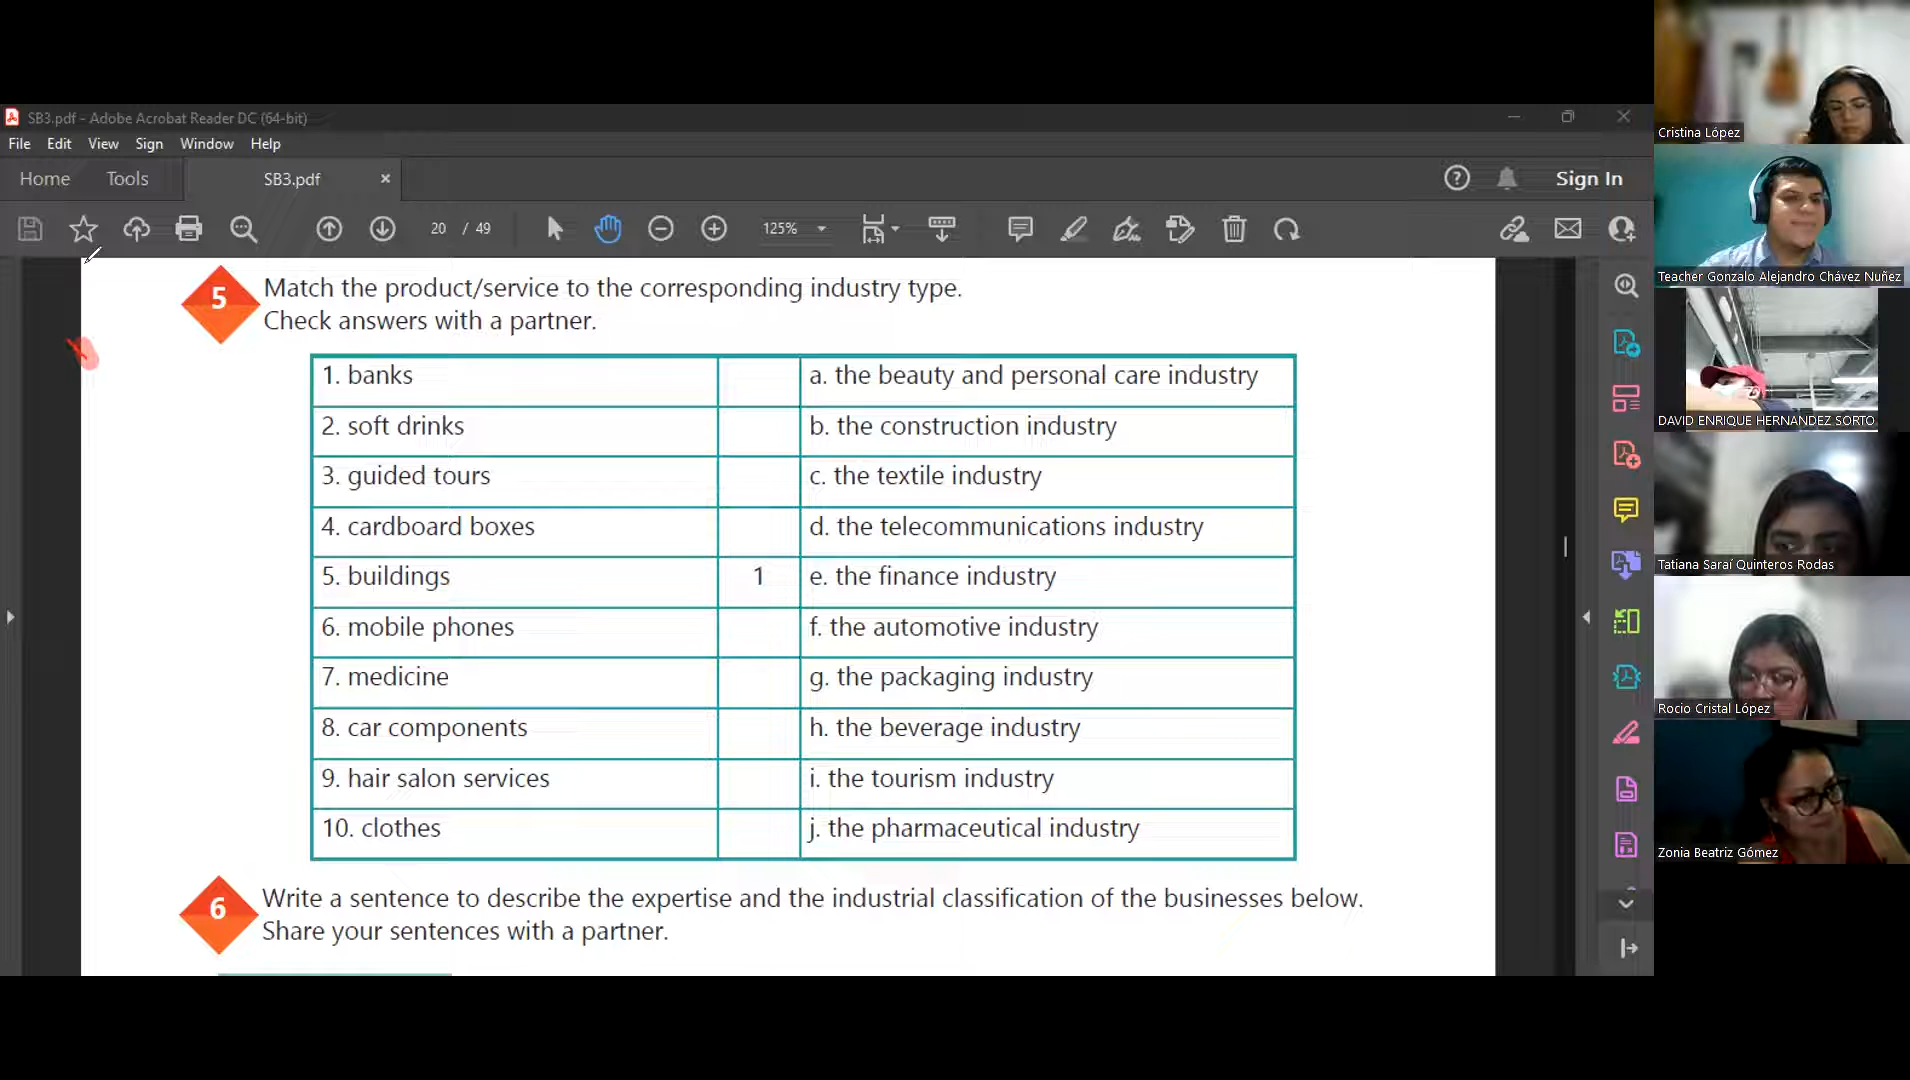 SB3.pdf - Adobe Acrobat Reader DC (64-bit)
File Edit View Sign Window Help
Home Tools SB3.pdf × Sign In
20 / 49 125%
5 Match the product/service to the corresponding industry type.
Check answers with a partner.
1. banks a. the beauty and personal care industry
2. soft drinks b. the construction industry
3. guided tours c. the textile industry
4. cardboard boxes d. the telecommunications industry
5. buildings 1 e. the finance industry
6. mobile phones f. the automotive industry
7. medicine g. the packaging industry
8. car components h. the beverage industry
9. hair salon services i. the tourism industry
10. clothes j. the pharmaceutical industry
6 Write a sentence to describe the expertise and the industrial classification of the businesses below.
Share your sentences with a partner.
Cristina López
Teacher Gonzalo Alejandro Chávez Nuñez
DAVID ENRIQUE HERNANDEZ SORTO
Tatiana Saraí Quinteros Rodas
Rocio Cristal López
Zonia Beatriz Gómez